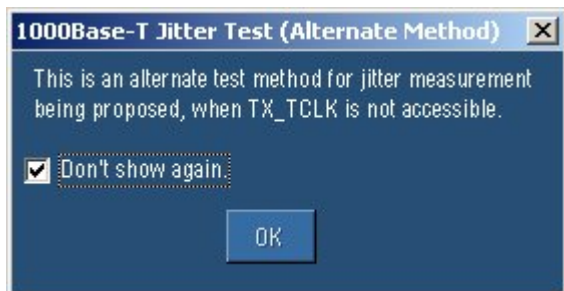 1000Base-T Jitter Test (Alternate Method)
This is an alternate test method for jitter measurement
being proposed, when TX_TCLK is not accessible.
Don't show again.
OK